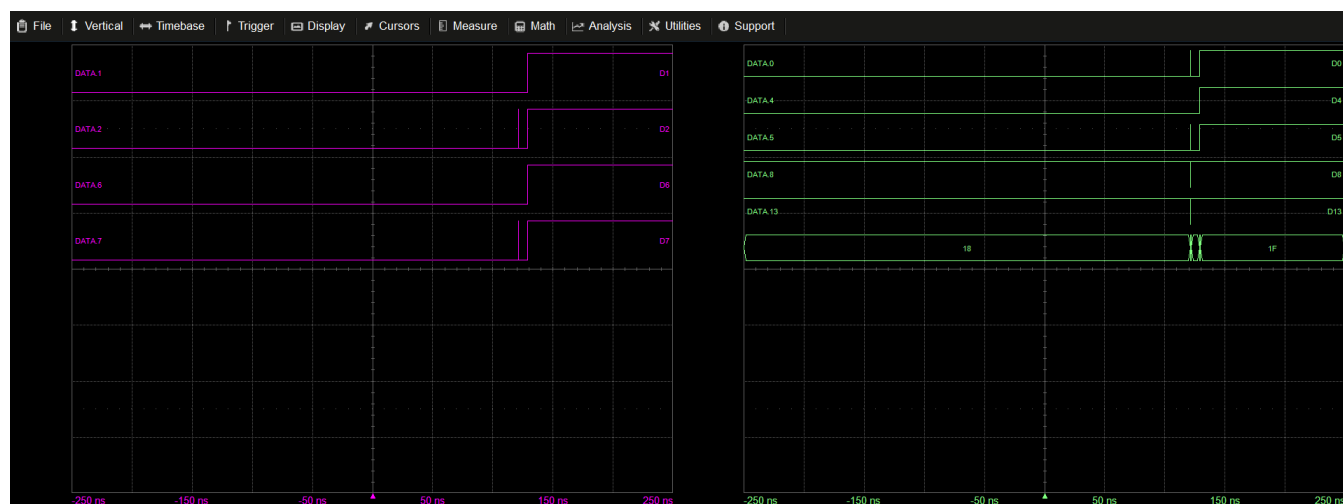 File Vertical Timebase Trigger Display Cursors Measure Math Analysis Utilities Support
DATA.1 D1
DATA.2 D2
DATA.6 D6
DATA.7 D7
-250 ns -150 ns -50 ns 50 ns 150 ns 250 ns
DATA.0 D0
DATA.4 D4
DATA.5 D5
DATA.8 D8
DATA.13 D13
18 1F
-250 ns -150 ns -50 ns 50 ns 150 ns 250 ns